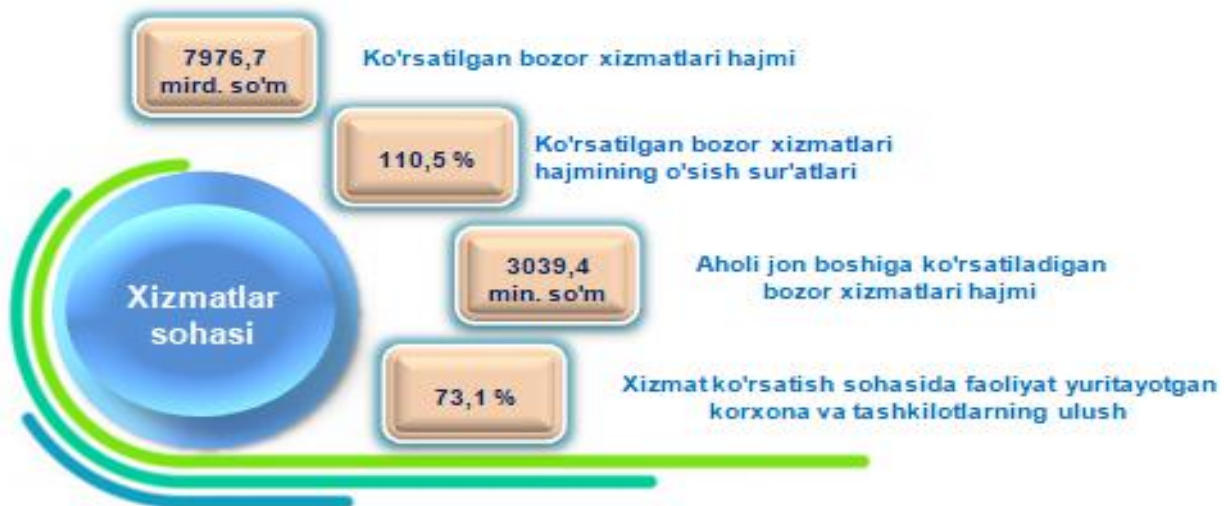 7976,7
mird. so'm
Ko'rsatilgan bozor xizmatlari hajmi
110,5 %
Ko'rsatilgan bozor xizmatlari
hajmining o'sish sur'atlari
3039,4
min. so'm
Aholi jon boshiga ko'rsatiladigan
bozor xizmatlari hajmi
Xizmatlar
sohasi
73,1 %
Xizmat ko'rsatish sohasida faoliyat yuritayotgan
korxona va tashkilotlarning ulush